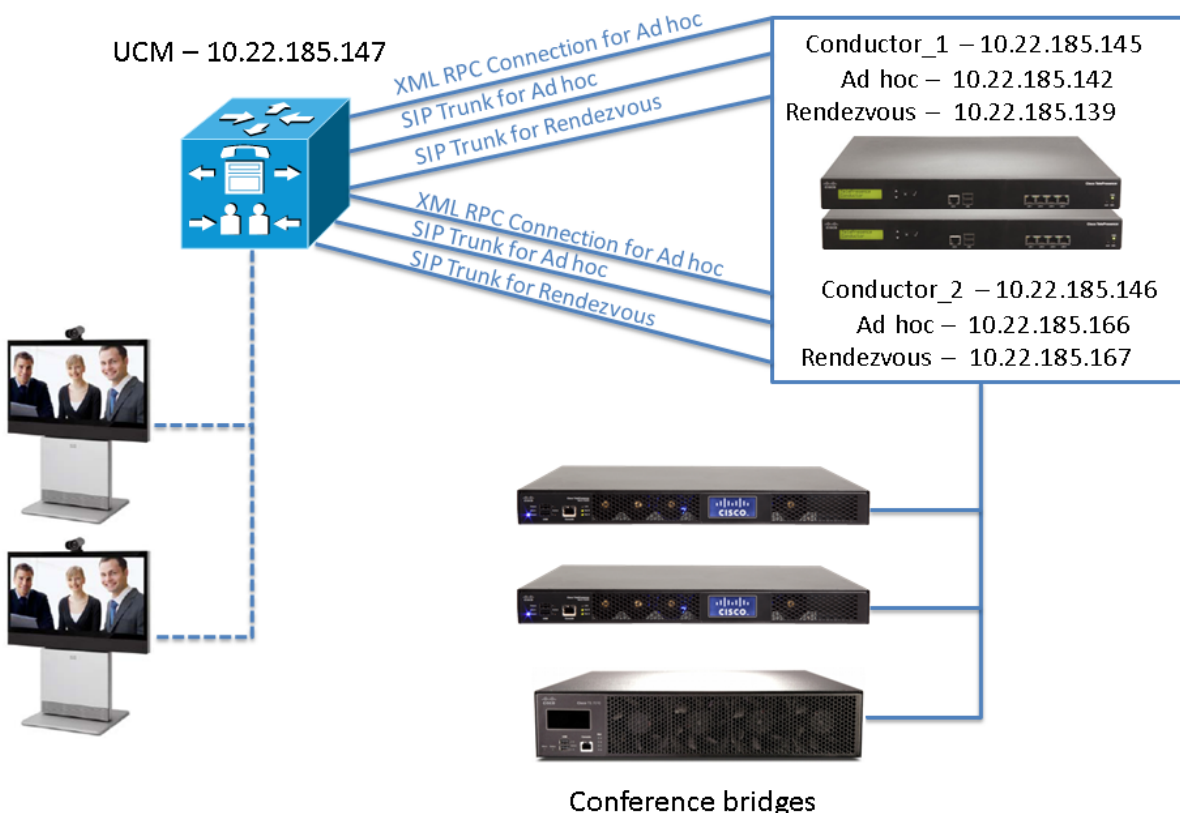 UCM – 10.22.185.147
XML RPC Connection for Ad hoc
SIP Trunk for Ad hoc
SIP Trunk for Rendezvous
XML RPC Connection for Ad hoc
SIP Trunk for Ad hoc
SIP Trunk for Rendezvous
Conductor_1 – 10.22.185.145
Ad hoc – 10.22.185.142
Rendezvous – 10.22.185.139
Conductor_2 – 10.22.185.146
Ad hoc – 10.22.185.166
Rendezvous – 10.22.185.167
CISCO.
CISCO.
Conference bridges